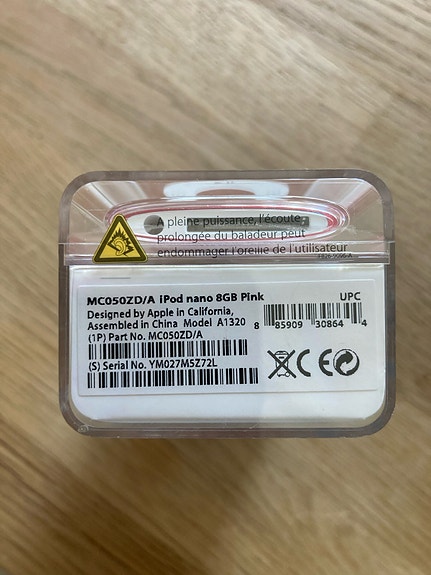 À pleine puissance, l'écoute
prolongée du baladeur peut
endommager l'oreille de l'utilisateur
MC050ZD/A iPod nano 8GB Pink UPC
Designed by Apple in California,
Assembled in China Model A1320
8 85909 30864 4
(1P) Part No. MC050ZD/A
(S) Serial No. YM027M5Z72L
CE